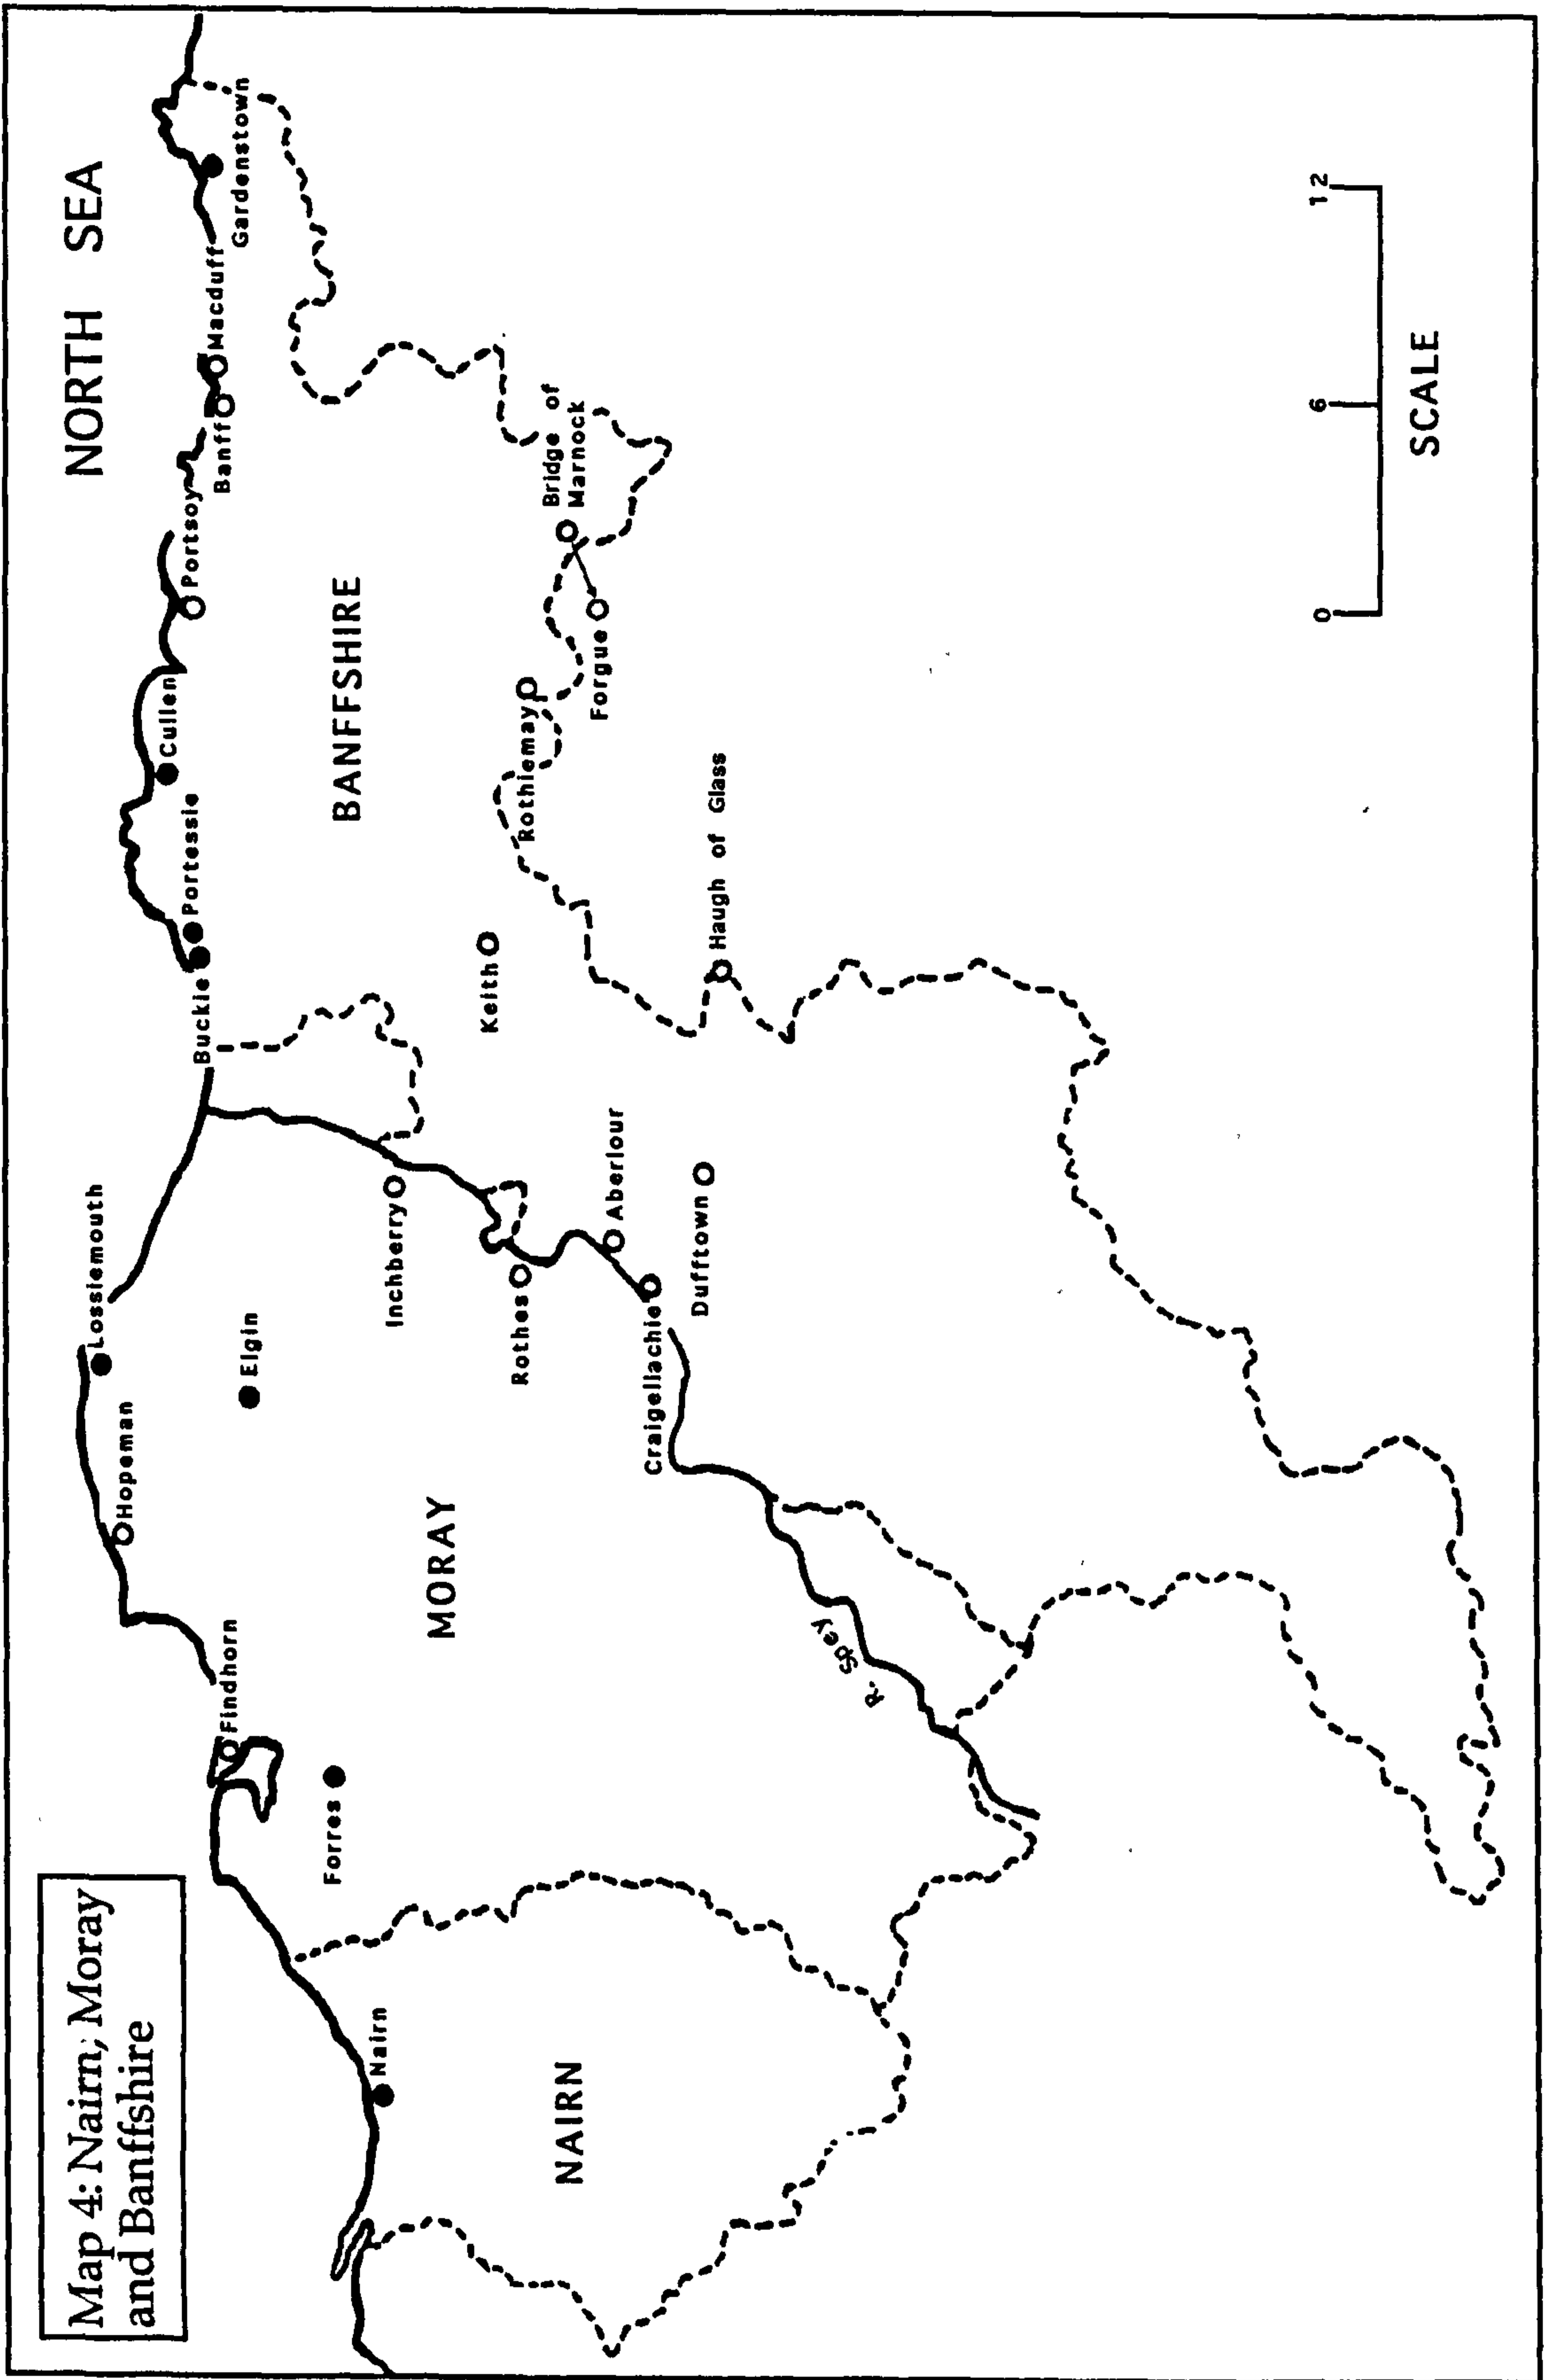 Map 4: Nairn, Moray
and Banffshire
NORTH SEA
Lossiemouth
Hopeman
Elgin
Findhorn
Forres
Nairn
NAIRN
MORAY
Buckie
Portessie
Cullen
Portsoy
Banff
Macduff
Gardenstown
BANFFSHIRE
Inchberry
Rothes
Keith
Aberlour
Craigellachie
Dufftown
Rothiemay
Forgue
Bridge of
Marnock
Haugh of Glass
R. Spey
0 6 12
SCALE